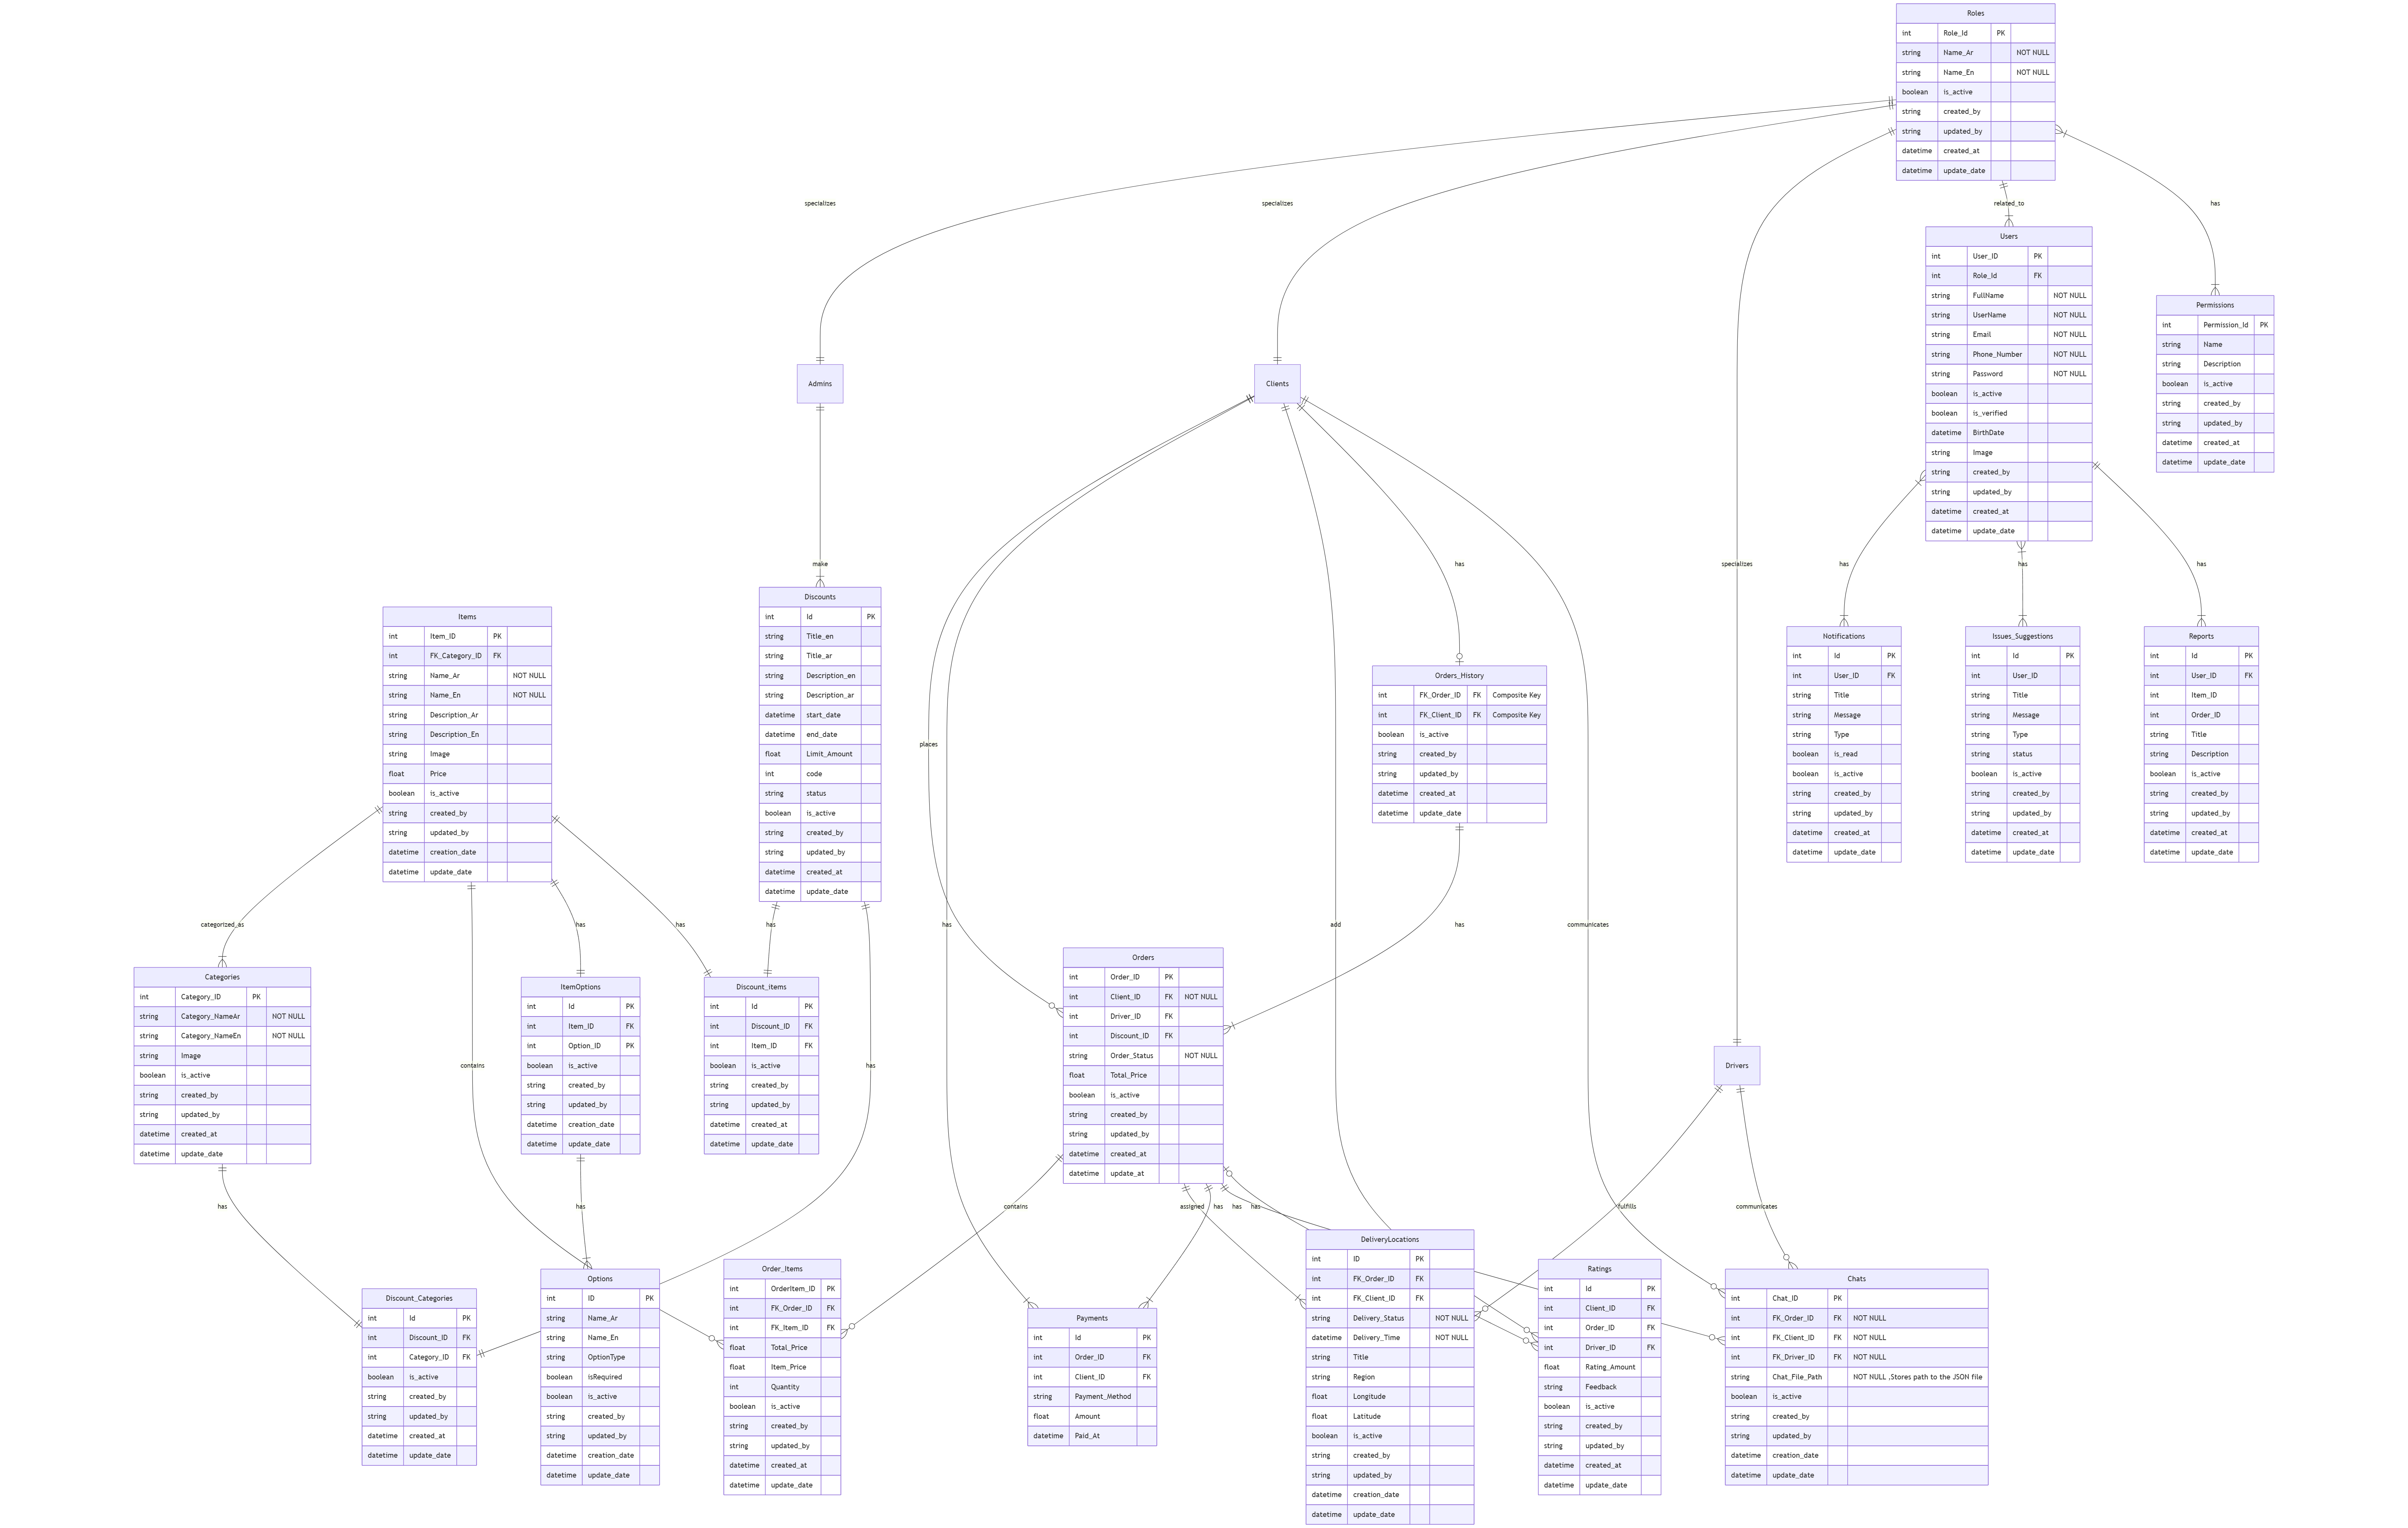 Roles
int Role_Id PK
string Name_Ar NOT NULL
string Name_En NOT NULL
boolean is_active
string created_by
string updated_by
datetime created_at
datetime update_date
specializes
specializes
related_to
has
Users
int User_ID PK
int Role_Id FK
string FullName NOT NULL
string UserName NOT NULL
string Email NOT NULL
string Phone_Number NOT NULL
string Password NOT NULL
boolean is_active
boolean is_verified
datetime BirthDate
string Image
string created_by
string updated_by
datetime created_at
datetime update_date
Permissions
int Permission_Id PK
string Name
string Description
boolean is_active
string created_by
string updated_by
datetime created_at
datetime update_date
Admins
Clients
make
has
specializes
has
has
has
Discounts
int Id PK
string Title_en
string Title_ar
string Description_en
string Description_ar
datetime start_date
datetime end_date
float Limit_Amount
int code
string status
boolean is_active
string created_by
string updated_by
datetime created_at
datetime update_date
Items
int Item_ID PK
int FK_Category_ID FK
string Name_Ar NOT NULL
string Name_En NOT NULL
string Description_Ar
string Description_En
string Image
float Price
boolean is_active
string created_by
string updated_by
datetime creation_date
datetime update_date
Orders_History
int FK_Order_ID FK Composite Key
int FK_Client_ID FK Composite Key
boolean is_active
string created_by
string updated_by
datetime created_at
datetime update_date
Notifications
int Id PK
int User_ID FK
string Title
string Message
string Type
boolean is_read
boolean is_active
string created_by
string updated_by
datetime created_at
datetime update_date
Issues_Suggestions
int Id PK
int User_ID
string Title
string Message
string Type
string status
boolean is_active
string created_by
string updated_by
datetime created_at
datetime update_date
Reports
int Id PK
int User_ID FK
int Item_ID
int Order_ID
string Title
string Description
boolean is_active
string created_by
string updated_by
datetime created_at
datetime update_date
places
categorized_as
has
has
has
has
add
has
communicates
Categories
int Category_ID PK
string Category_NameAr NOT NULL
string Category_NameEn NOT NULL
string Image
boolean is_active
string created_by
string updated_by
datetime created_at
datetime update_date
ItemOptions
int Id PK
int Item_ID FK
int Option_ID PK
boolean is_active
string created_by
string updated_by
datetime creation_date
datetime update_date
Discount_items
int Id PK
int Discount_ID FK
int Item_ID FK
boolean is_active
string created_by
string updated_by
datetime created_at
datetime update_date
Orders
int Order_ID PK
int Client_ID FK NOT NULL
int Driver_ID FK
int Discount_ID FK
string Order_Status NOT NULL
float Total_Price
boolean is_active
string created_by
string updated_by
datetime created_at
datetime update_at
contains
has
Drivers
has
has
contains
assigned
has
has
has
fulfills
communicates
Discount_Categories
int Id PK
int Discount_ID FK
int Category_ID FK
boolean is_active
string created_by
string updated_by
datetime created_at
datetime update_date
Options
int ID PK
string Name_Ar
string Name_En
string OptionType
boolean isRequired
boolean is_active
string created_by
string updated_by
datetime creation_date
datetime update_date
Order_Items
int OrderItem_ID PK
int FK_Order_ID FK
int FK_Item_ID FK
float Total_Price
float Item_Price
int Quantity
boolean is_active
string created_by
string updated_by
datetime created_at
datetime update_date
Payments
int Id PK
int Order_ID FK
int Client_ID FK
string Payment_Method
float Amount
datetime Paid_At
DeliveryLocations
int ID PK
int FK_Order_ID FK
int FK_Client_ID FK
string Delivery_Status NOT NULL
datetime Delivery_Time NOT NULL
string Title
string Region
float Longitude
float Latitude
boolean is_active
string created_by
string updated_by
datetime creation_date
datetime update_date
Ratings
int Id PK
int Client_ID FK
int Order_ID FK
int Driver_ID FK
float Rating_Amount
string Feedback
boolean is_active
string created_by
string updated_by
datetime created_at
datetime update_date
Chats
int Chat_ID PK
int FK_Order_ID FK NOT NULL
int FK_Client_ID FK NOT NULL
int FK_Driver_ID FK NOT NULL
string Chat_File_Path NOT NULL ,Stores path to the JSON file
boolean is_active
string created_by
string updated_by
datetime creation_date
datetime update_date